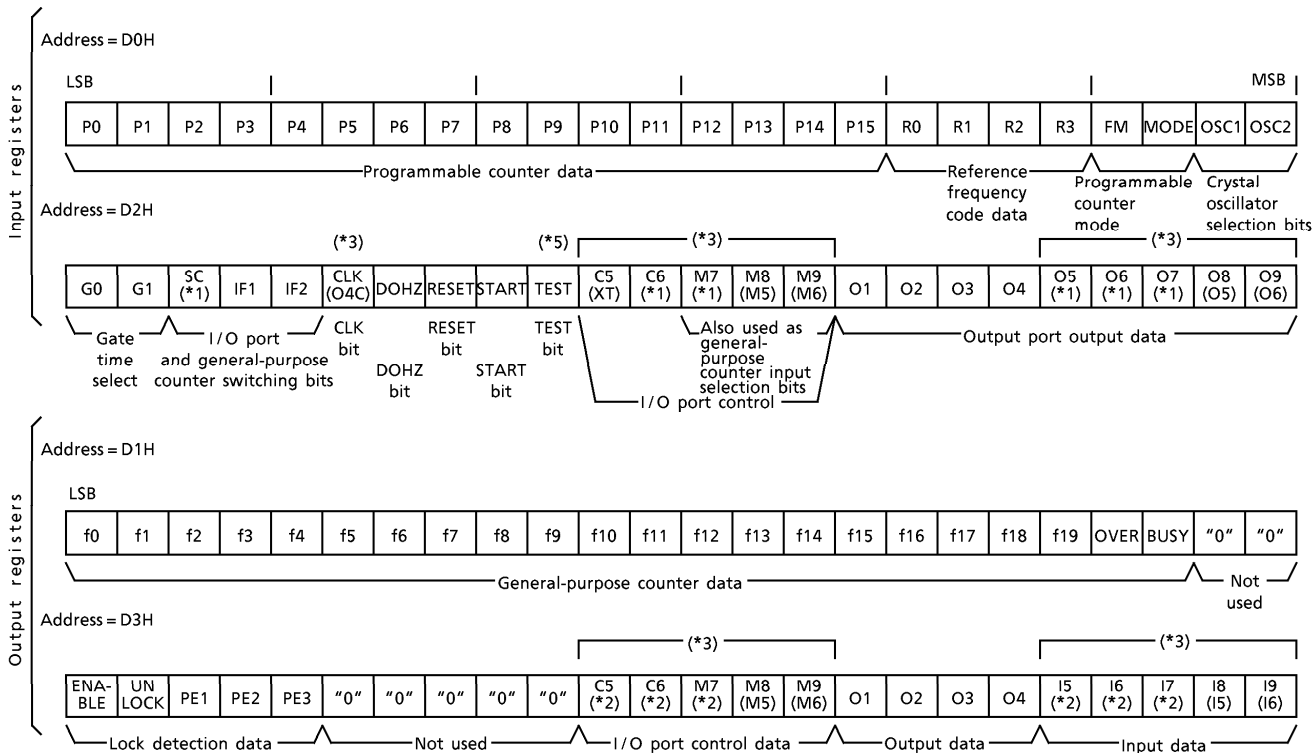 Input registers
Address = D0H
LSB MSB
P0 P1 P2 P3 P4 P5 P6 P7 P8 P9 P10 P11 P12 P13 P14 P15 R0 R1 R2 R3 FM MODE OSC1 OSC2
Programmable counter data
Reference frequency code data
Programmable counter mode
Crystal oscillator selection bits
Address = D2H
(*3) (*5) (*3) (*3)
G0 G1 SC (*1) IF1 IF2 CLK (O4C) DOHZ RESET START TEST C5 (XT) C6 (*1) M7 (*1) M8 (M5) M9 (M6) O1 O2 O3 O4 O5 (*1) O6 (*1) O7 (*1) O8 (O5) O9 (O6)
Gate time select
I/O port and general-purpose counter switching bits
CLK bit
DOHZ bit
RESET bit
START bit
TEST bit
Also used as general-purpose counter input selection bits
I/O port control
Output port output data
Output registers
Address = D1H
LSB
f0 f1 f2 f3 f4 f5 f6 f7 f8 f9 f10 f11 f12 f13 f14 f15 f16 f17 f18 f19 OVER BUSY "0" "0"
General-purpose counter data
Not used
Address = D3H
(*3) (*3)
ENA-BLE UN LOCK PE1 PE2 PE3 "0" "0" "0" "0" "0" C5 (*2) C6 (*2) M7 (*2) M8 (M5) M9 (M6) O1 O2 O3 O4 I5 (*2) I6 (*2) I7 (*2) I8 (I5) I9 (I6)
Lock detection data
Not used
I/O port control data
Output data
Input data